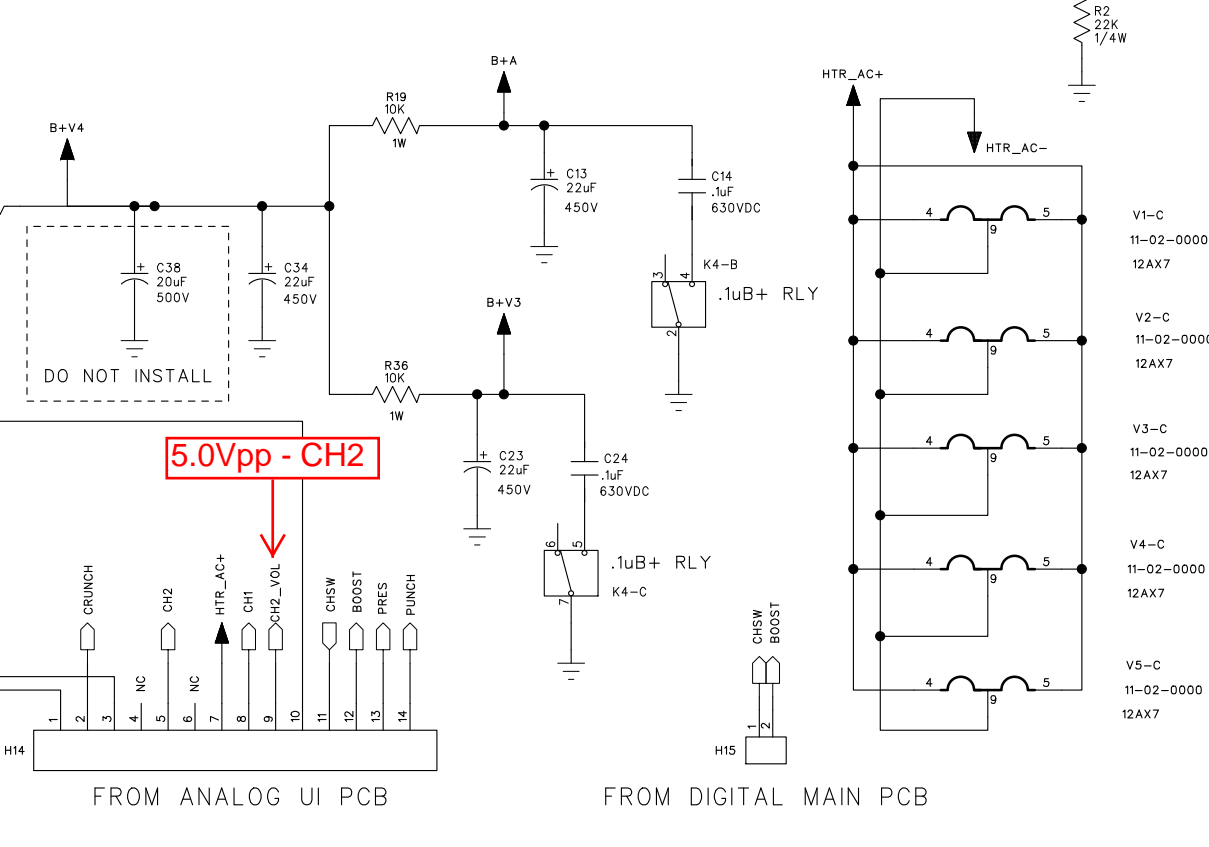 R2
22K
1/4W
B+A
HTR_AC+
R19
10K
1W
B+V4
HTR_AC-
+
C13
22uF
450V
C14
.1uF
630VDC
4
5
9
V1-C
11-02-0000
12AX7
+
C38
20uF
500V
+
C34
22uF
450V
3
4
K4-B
.1uB+ RLY
2
B+V3
4
5
9
V2-C
11-02-0000
12AX7
DO NOT INSTALL
R36
10K
1W
5.0Vpp - CH2
+
C23
22uF
450V
C24
.1uF
630VDC
4
5
9
V3-C
11-02-0000
12AX7
6
5
.1uB+ RLY
K4-C
7
4
5
9
V4-C
11-02-0000
12AX7
CRUNCH
NC
CH2
NC
HTR_AC+
CH1
CH2_VOL
CHSW
BOOST
PRES
PUNCH
1
2
3
4
5
6
7
8
9
10
11
12
13
14
H14
FROM ANALOG UI PCB
CHSW
BOOST
1
2
H15
FROM DIGITAL MAIN PCB
4
5
9
V5-C
11-02-0000
12AX7